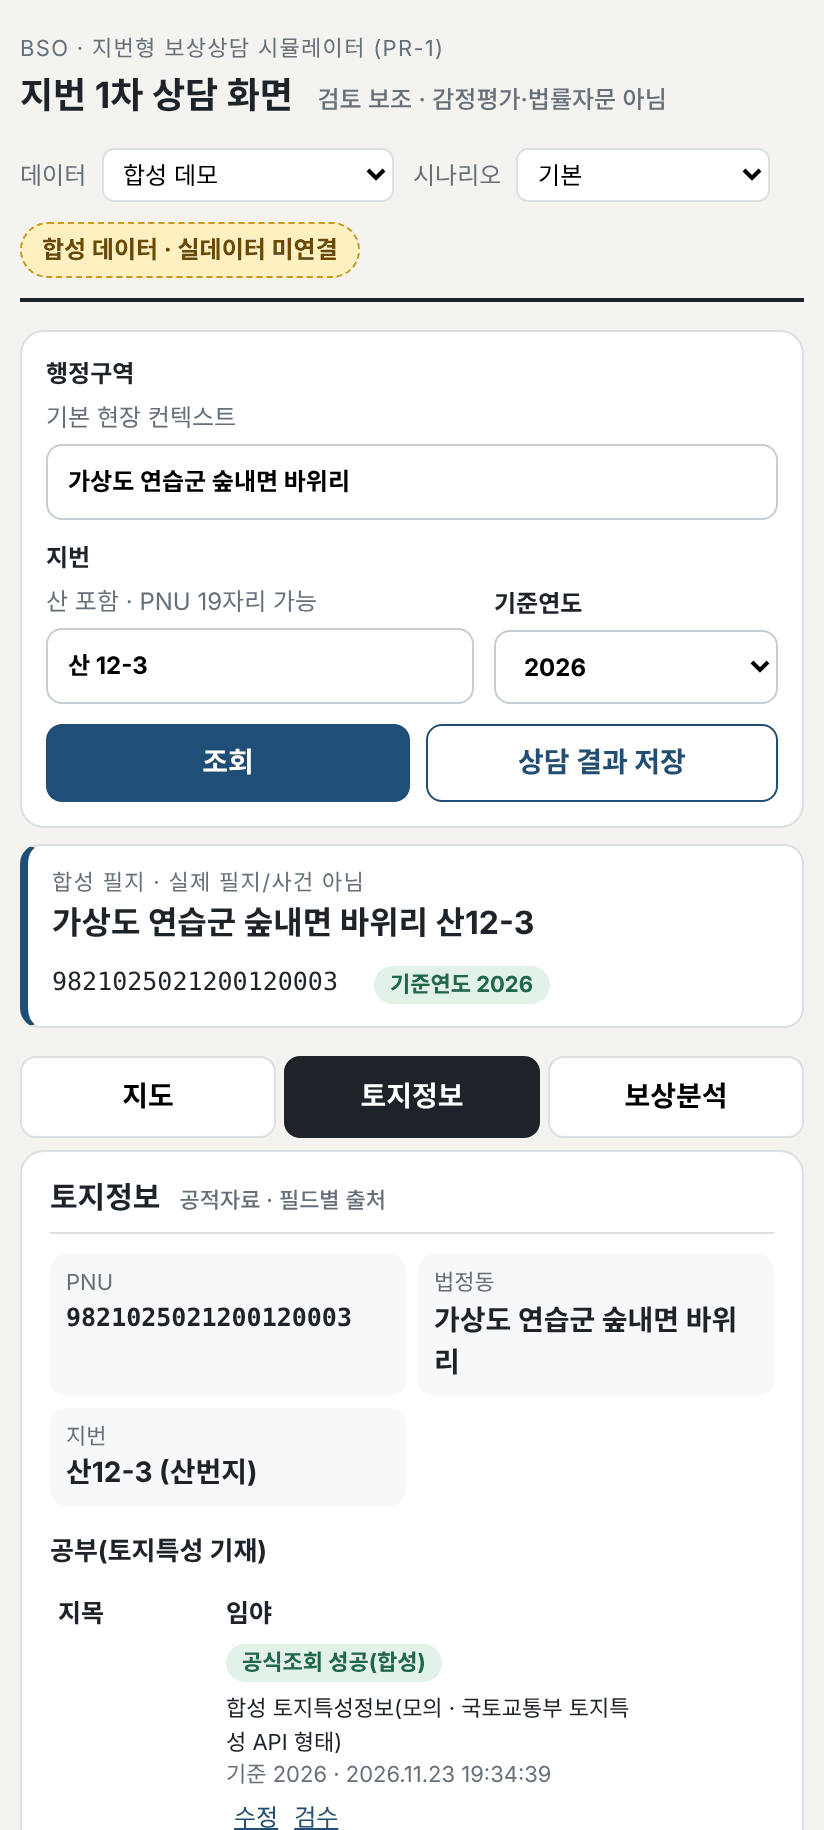 BSO · 지번형 보상상담 시뮬레이터 (PR-1)
지번 1차 상담 화면 검토 보조 · 감정평가·법률자문 아님
데이터 합성 데모 시나리오 기본
합성 데이터 · 실데이터 미연결
행정구역
기본 현장 컨텍스트
가상도 연습군 숲내면 바위리
지번
산 포함 · PNU 19자리 가능 기준연도
산 12-3 2026
조회 상담 결과 저장
합성 필지 · 실제 필지/사건 아님
가상도 연습군 숲내면 바위리 산12-3
9821025021200120003 기준연도 2026
지도 토지정보 보상분석
토지정보 공적자료 · 필드별 출처
PNU
9821025021200120003
법정동
가상도 연습군 숲내면 바위
리
지번
산12-3 (산번지)
공부(토지특성 기재)
지목 임야
공식조회 성공(합성)
합성 토지특성정보(모의 · 국토교통부 토지특
성 API 형태)
기준 2026 · 2026.11.23 19:34:39
수정 검수